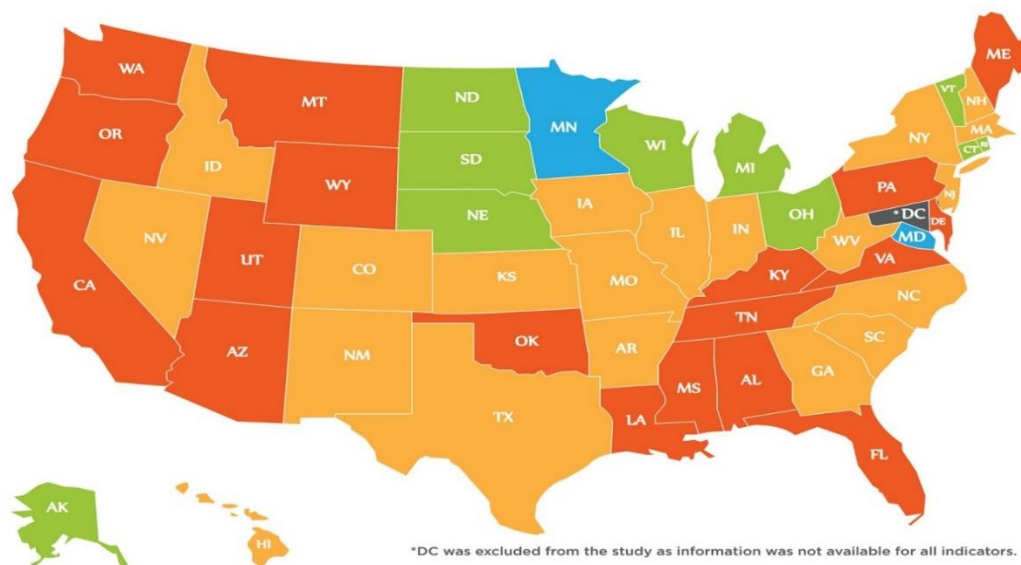 WA
MT
ND
MN
ME
VT
NH
OR
ID
SD
WI
MI
NY
MA
CT
RI
WY
NE
IA
PA
NJ
NV
UT
CO
IL
IN
OH
*DC
DE
MD
WV
VA
CA
KS
MO
KY
AZ
NM
OK
AR
TN
NC
SC
TX
LA
MS
AL
GA
FL
AK
HI
*DC was excluded from the study as information was not available for all indicators.